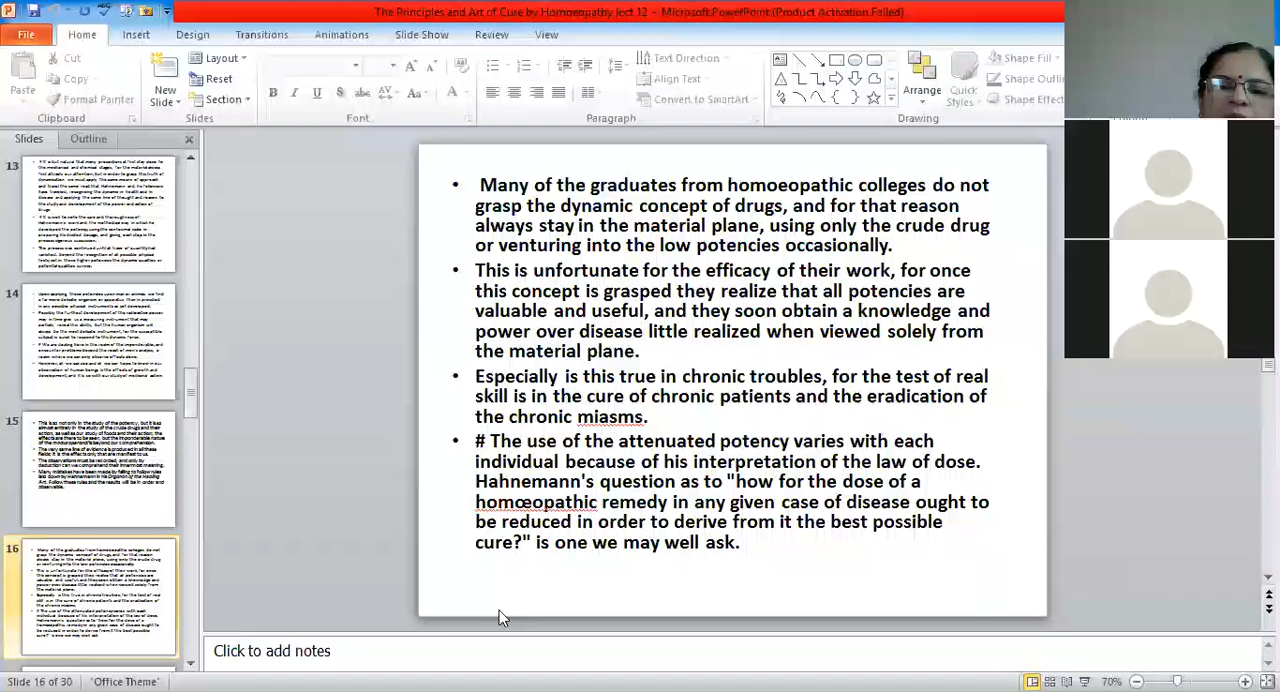 The Principles and Art of Cure by Homoeopathy lect 12 - Microsoft PowerPoint (Product Activation Failed)
File Home Insert Design Transitions Animations Slide Show Review View
Cut
Copy
Format Painter
Paste
Clipboard
New
Slide
Layout
Reset
Section
Slides
Font
Text Direction
Align Text
Convert to SmartArt
Paragraph
Arrange
Quick
Styles
Shape Fill
Shape Outli
Shape Effect
Drawing
Slides Outline
13
14
15
16
• Many of the graduates from homoeopathic colleges do not
grasp the dynamic concept of drugs, and for that reason
always stay in the material plane, using only the crude drug
or venturing into the low potencies occasionally.
• This is unfortunate for the efficacy of their work, for once
this concept is grasped they realize that all potencies are
valuable and useful, and they soon obtain a knowledge and
power over disease little realized when viewed solely from
the material plane.
• Especially is this true in chronic troubles, for the test of real
skill is in the cure of chronic patients and the eradication of
the chronic miasms.
• # The use of the attenuated potency varies with each
individual because of his interpretation of the law of dose.
Hahnemann's question as to "how for the dose of a
homœopathic remedy in any given case of disease ought to
be reduced in order to derive from it the best possible
cure?" is one we may well ask.
Click to add notes
Slide 16 of 30 "Office Theme" 70%